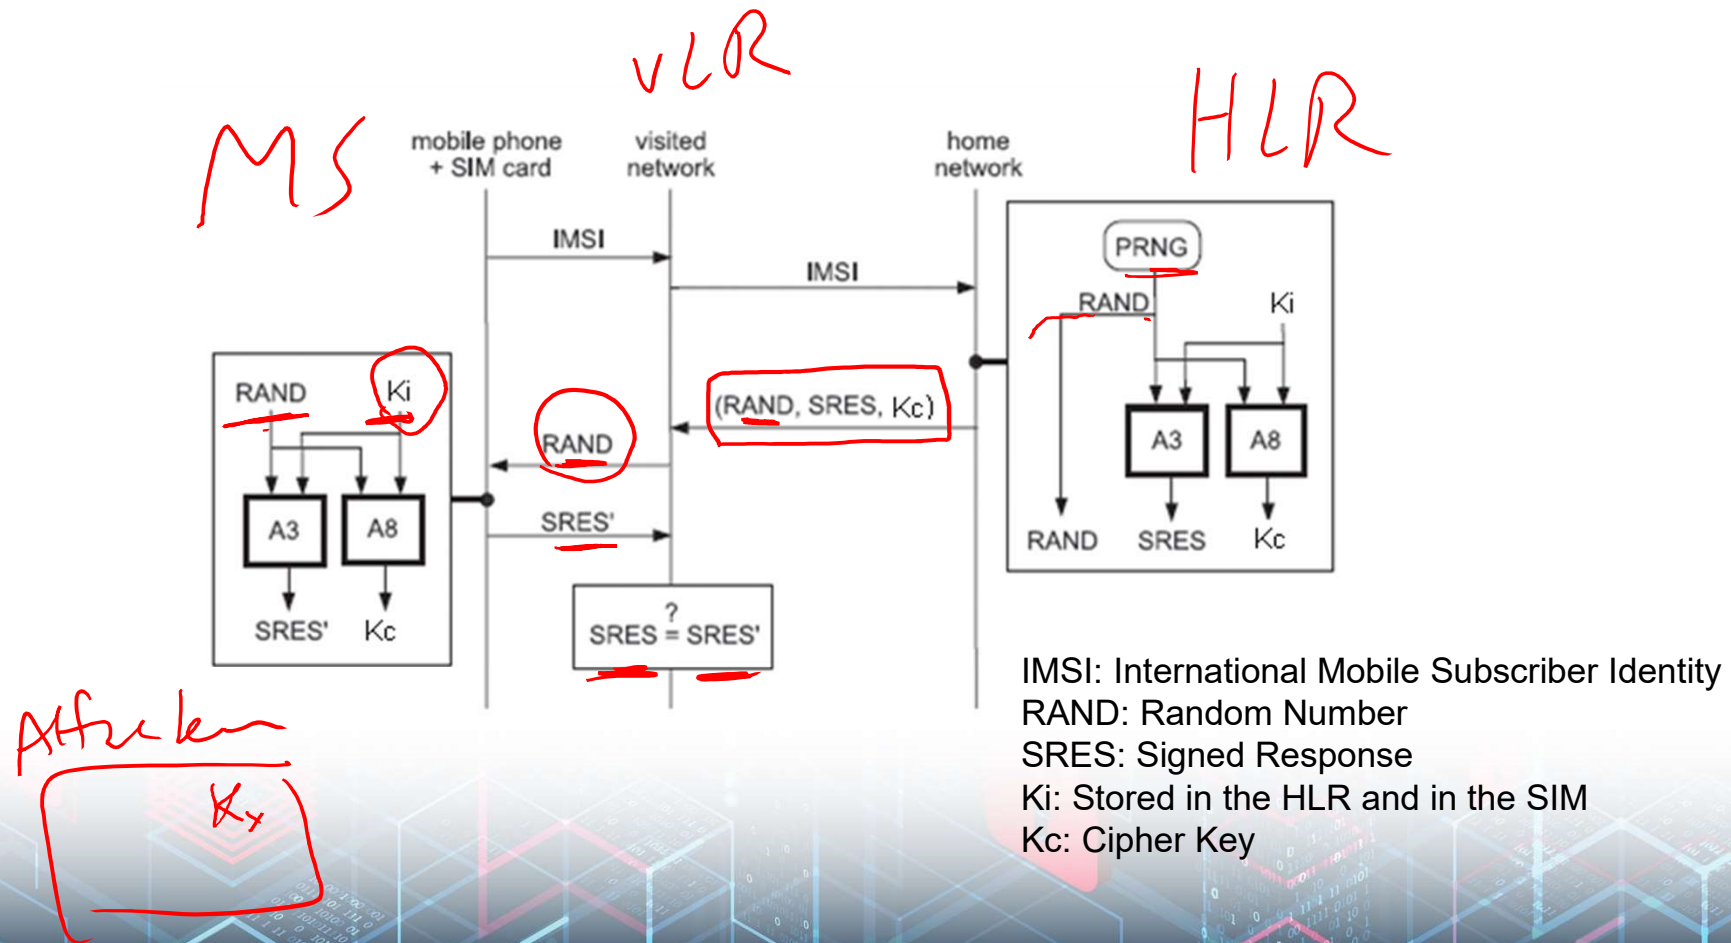 VLR
MS
HLR
mobile phone
+ SIM card
visited
network
home
network
IMSI
IMSI
PRNG
RAND
Ki
RAND
Ki
(RAND, SRES, Kc)
RAND
A3
A8
A3
A8
SRES'
RAND
SRES
Kc
SRES'
Kc
?
SRES = SRES'
IMSI: International Mobile Subscriber Identity
RAND: Random Number
SRES: Signed Response
Ki: Stored in the HLR and in the SIM
Kc: Cipher Key